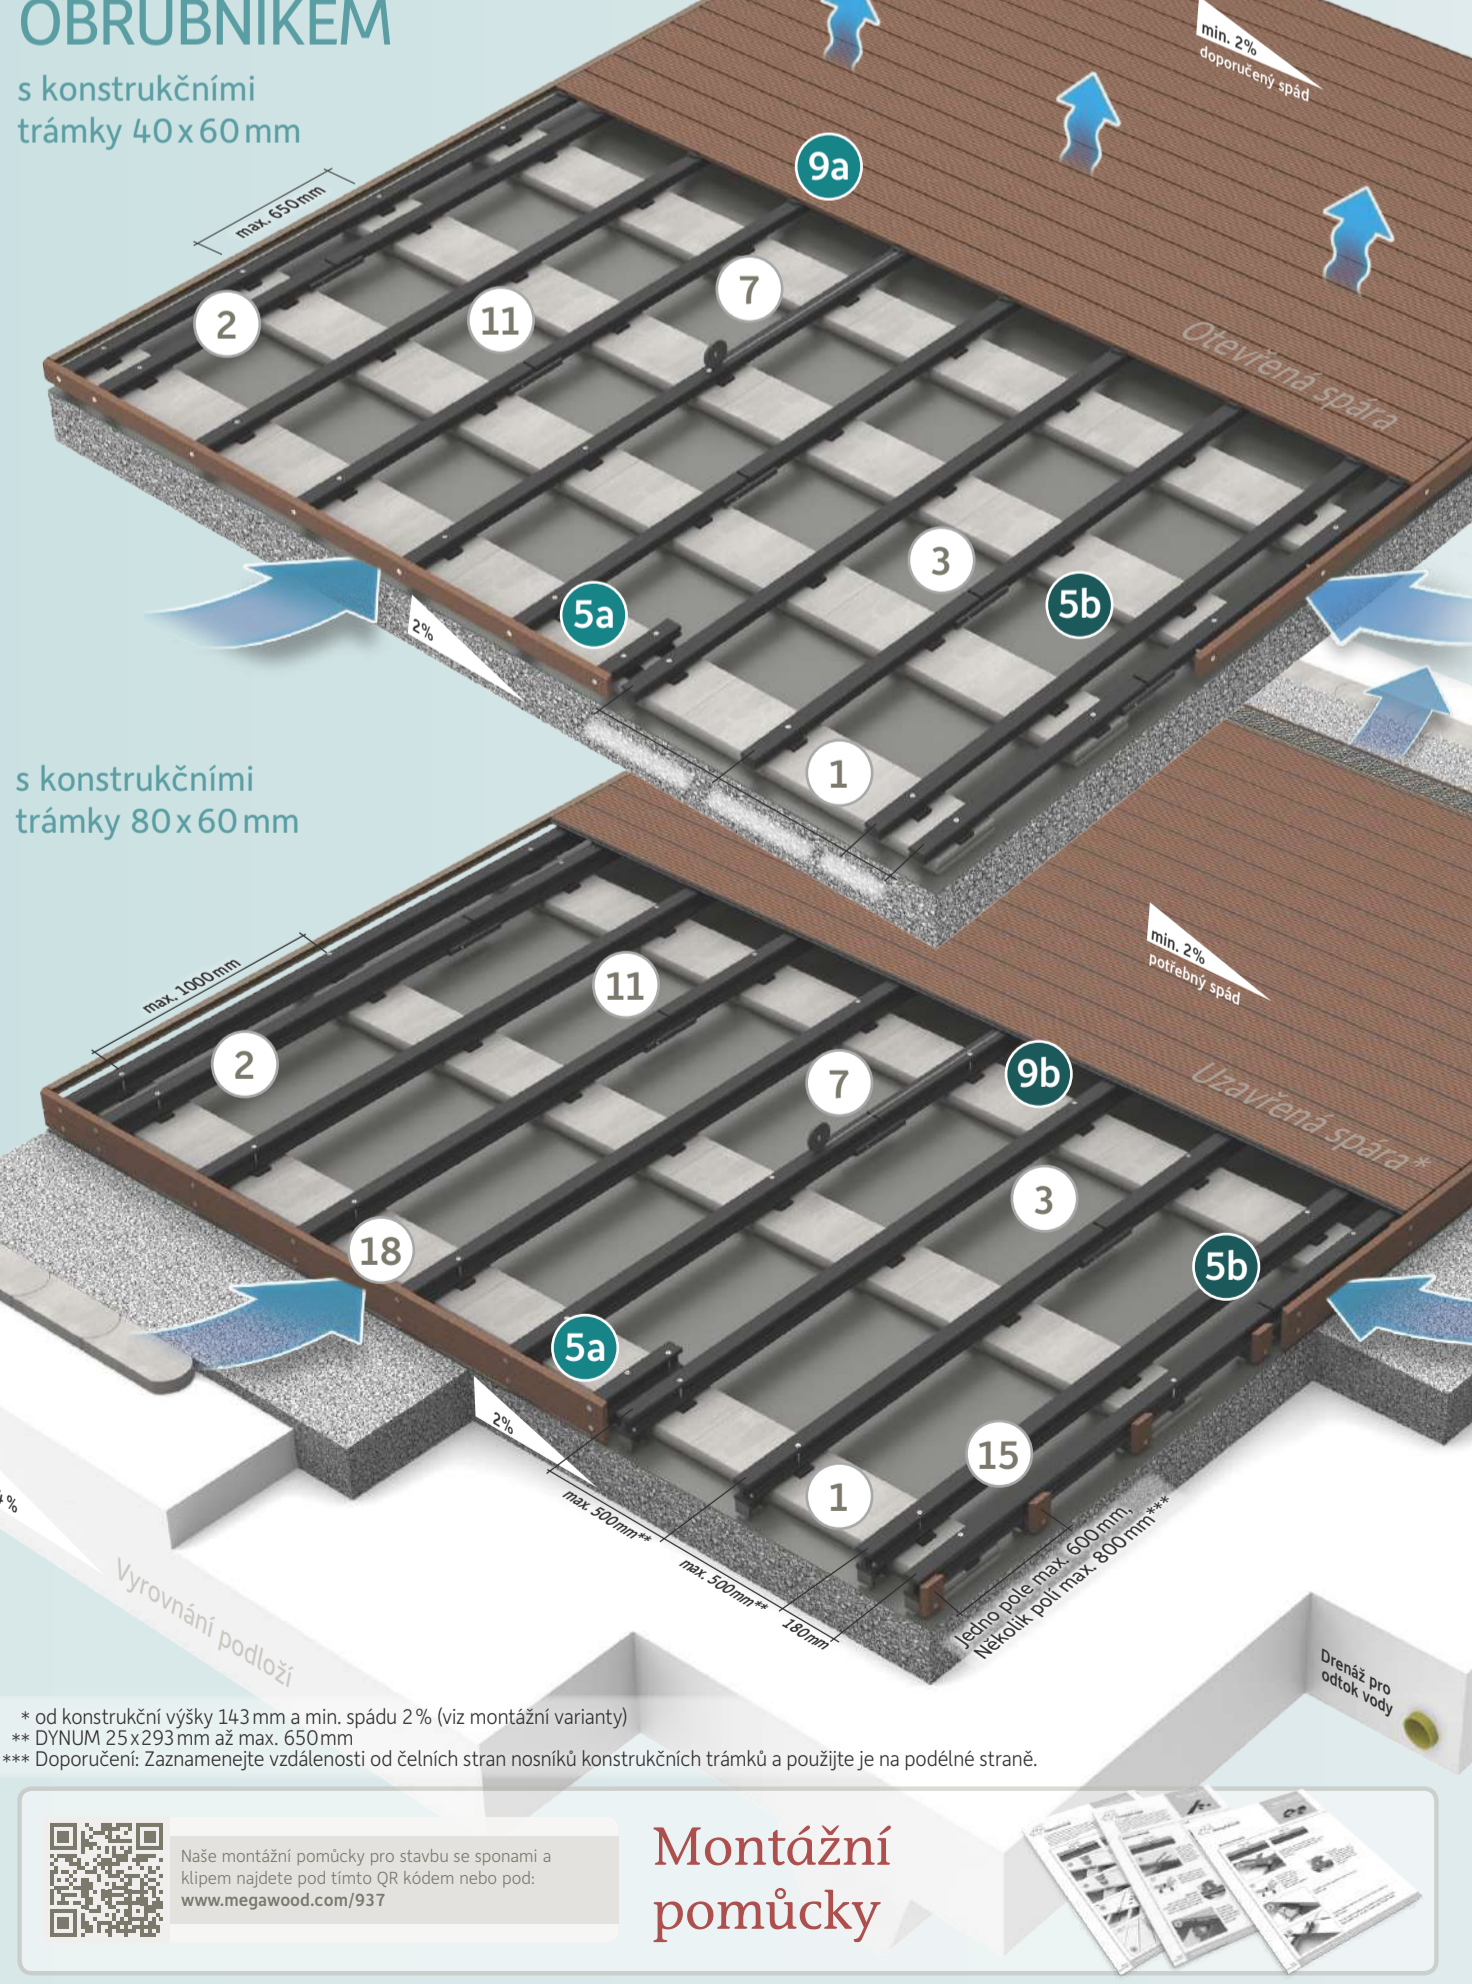 OBRUBNÍKEM
s konstrukčními
trámky 40x60mm
min. 2%
doporučený spád
9a
max. 650mm
7
2
11
Otevřená spára
3
5b
5a
2%
1
s konstrukčními
trámky 80x60mm
min. 2%
potřebný spád
max. 1000mm
11
2
7
9b
Uzavřená spára*
3
18
5b
5a
2%
15
1
max. 500mm**
max. 500mm**
180mm
Jedno pole max. 600mm,
Několik polí max. 800mm***
Vyrovnání podloží
Drenáž pro
odtok vody
* od konstrukční výšky 143mm a min. spádu 2% (viz montážní varianty)
** DYNUM 25x293mm až max. 650mm
*** Doporučení: Zaznamenejte vzdálenosti od čelních stran nosníků konstrukčních trámků a použijte je na podélné straně.
Naše montážní pomůcky pro stavbu se sponami a
klipem najdete pod tímto QR kódem nebo pod:
www.megawood.com/937
Montážní
pomůcky